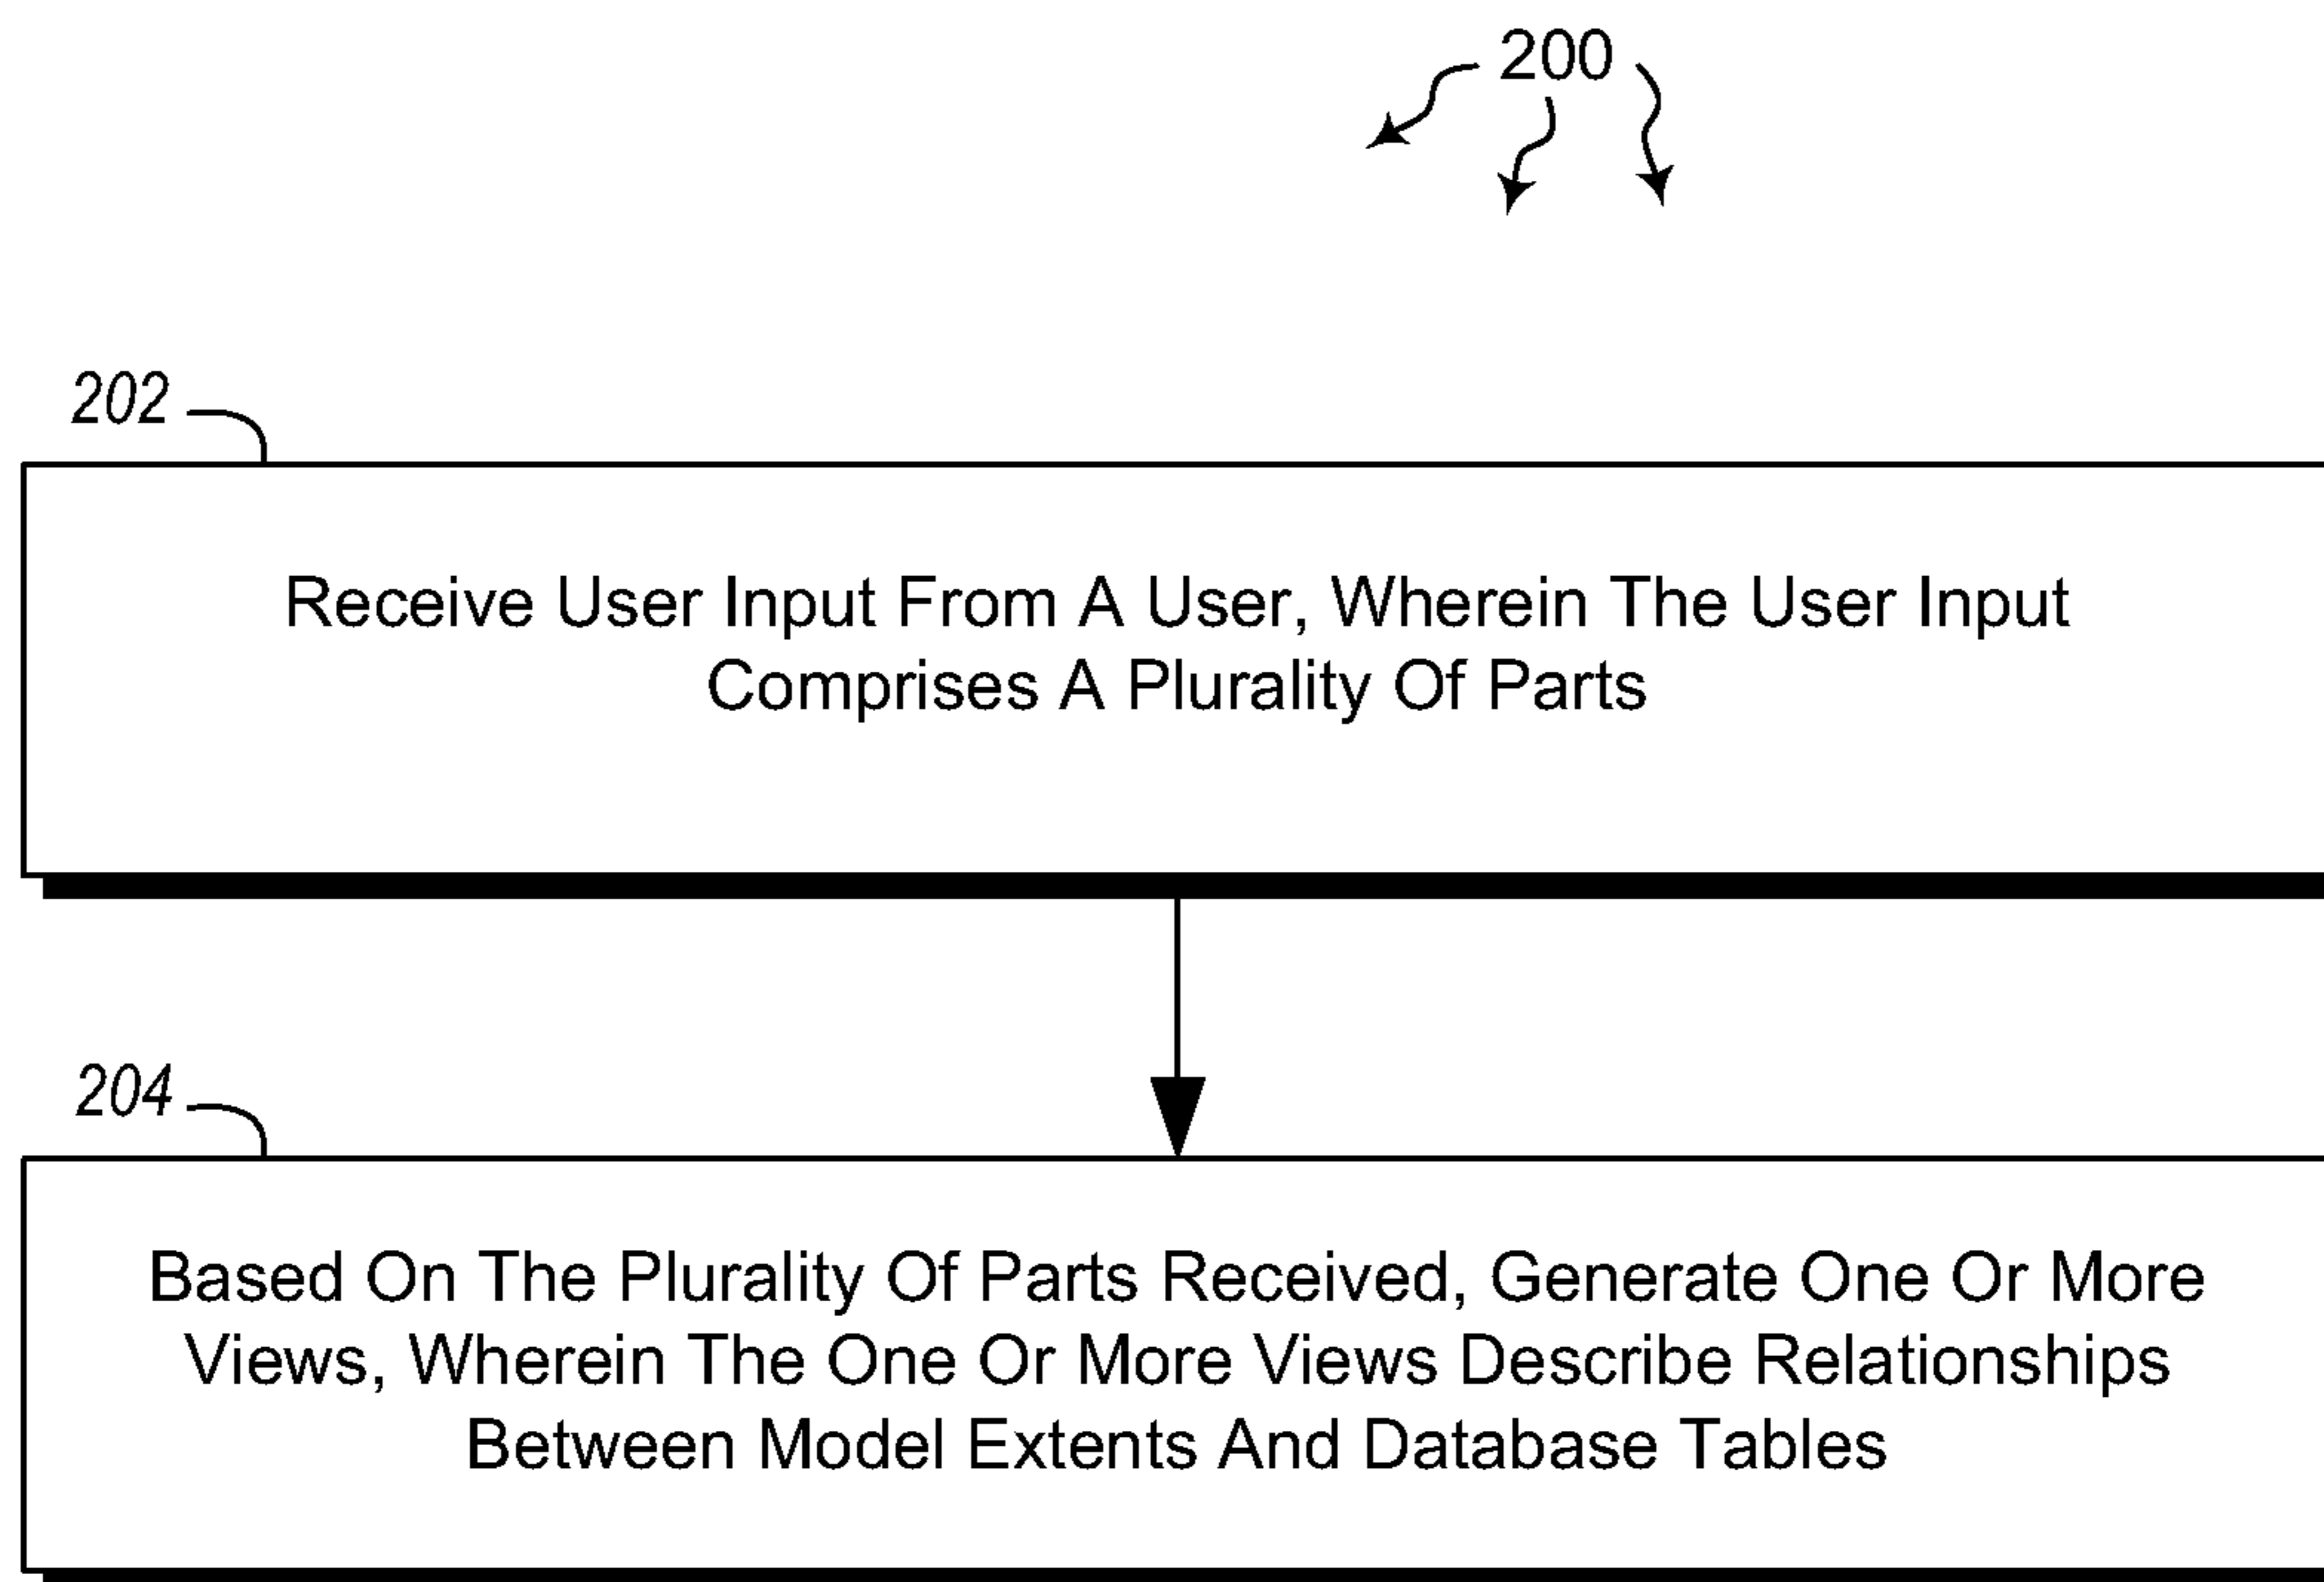 200
202
Receive User Input From A User, Wherein The User Input
Comprises A Plurality Of Parts
204
Based On The Plurality Of Parts Received, Generate One Or More
Views, Wherein The One Or More Views Describe Relationships
Between Model Extents And Database Tables